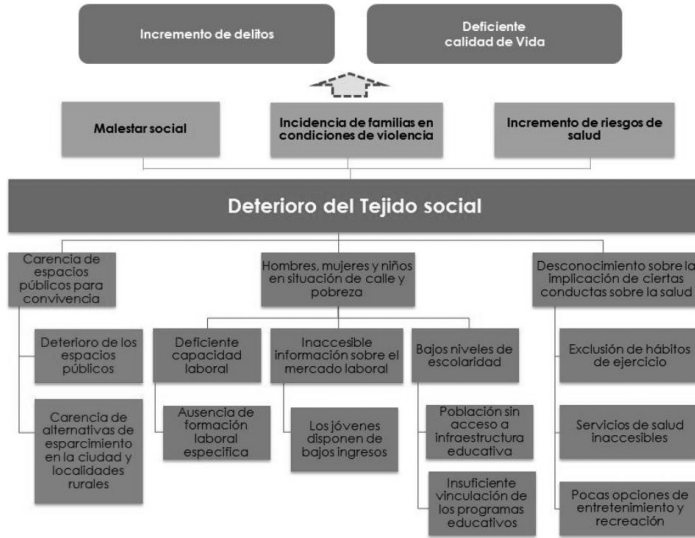 Incremento de delitos
Deficiente
calidad de Vida
Malestar social
Incidencia de familias en
condiciones de violencia
Incremento de riesgos de
salud
Deterioro del Tejido social
Carencia de
espacios
públicos para
convivencia
Hombres, mujeres y niños
en situación de calle y
pobreza
Desconocimiento sobre la
implicación de ciertas
conductas sobre la salud
Deterioro de los
espacios
públicos
Deficiente
capacidad
laboral
Inaccesible
información sobre el
mercado laboral
Bajos niveles de
escolaridad
Exclusión de hábitos
de ejercicio
Carencia de
alternativas de
esparcimiento
en la ciudad y
localidades
rurales
Ausencia de
formación
laboral
especifica
Los jóvenes
disponen de
bajos ingresos
Población sin
acceso a
infraestructura
educativa
Servicios de salud
inaccesibles
Insuficiente
vinculación de
los programas
educativos
Pocas opciones de
entretenimiento y
recreación